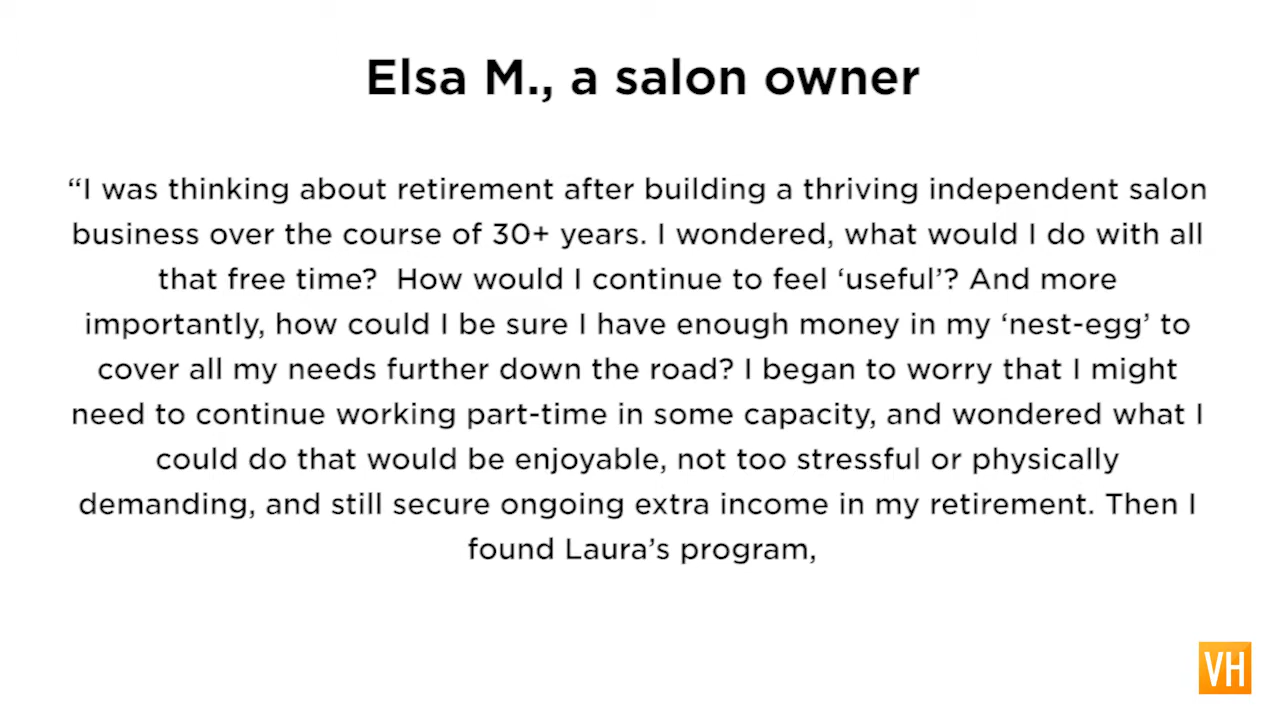 Elsa M., a salon owner
“I was thinking about retirement after building a thriving independent salon
business over the course of 30+ years. I wondered, what would I do with all
that free time?  How would I continue to feel ‘useful’? And more
importantly, how could I be sure I have enough money in my ‘nest-egg’ to
cover all my needs further down the road? I began to worry that I might
need to continue working part-time in some capacity, and wondered what I
could do that would be enjoyable, not too stressful or physically
demanding, and still secure ongoing extra income in my retirement. Then I
found Laura’s program,
VH